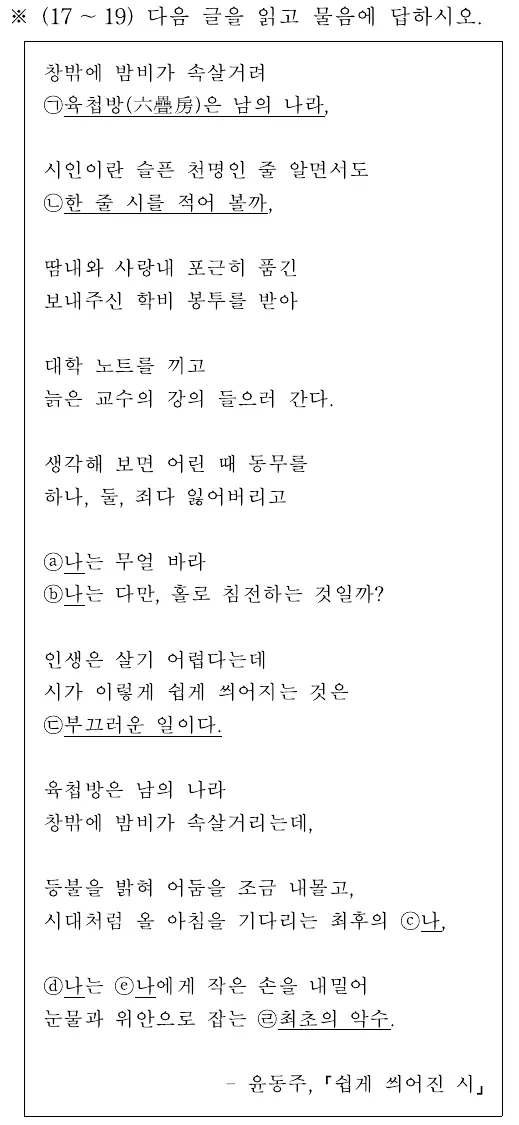 ※ (17 ~ 19) 다음 글을 읽고 물음에 답하시오.
창밖에 밤비가 속살거려
㉠육첩방(六疊房)은 남의 나라,
시인이란 슬픈 천명인 줄 알면서도
㉡한 줄 시를 적어 볼까,
땀내와 사랑내 포근히 품긴
보내주신 학비 봉투를 받아
대학 노트를 끼고
늙은 교수의 강의 들으러 간다.
생각해 보면 어린 때 동무를
하나, 둘, 죄다 잃어버리고
ⓐ나는 무얼 바라
ⓑ나는 다만, 홀로 침전하는 것일까?
인생은 살기 어렵다는데
시가 이렇게 쉽게 씌어지는 것은
㉢부끄러운 일이다.
육첩방은 남의 나라
창밖에 밤비가 속살거리는데,
등불을 밝혀 어둠을 조금 내몰고,
시대처럼 올 아침을 기다리는 최후의 ⓒ나,
ⓓ나는 ⓔ나에게 작은 손을 내밀어
눈물과 위안으로 잡는 ㉣최초의 악수.
- 윤동주, ｢쉽게 씌어진 시｣